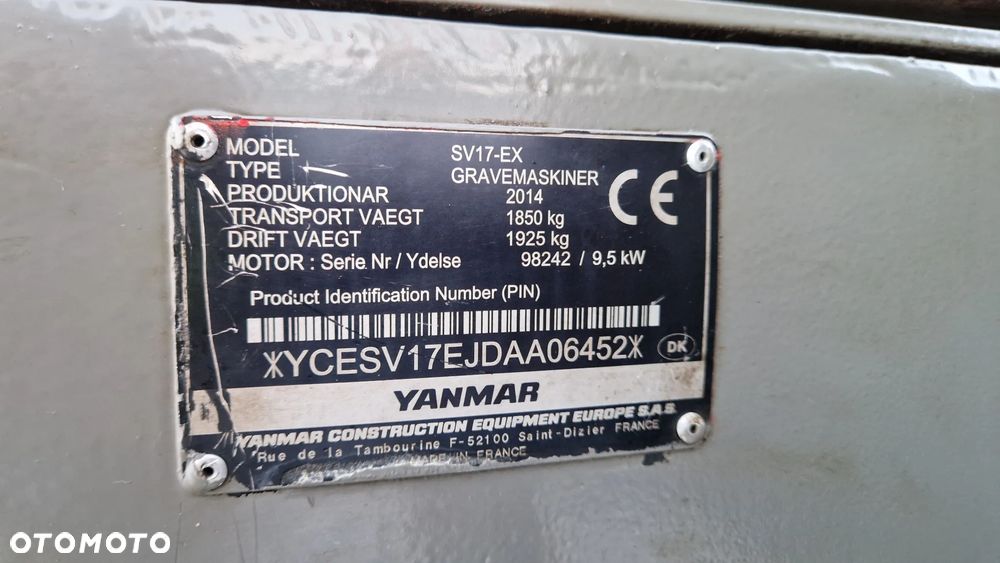 MODEL SV17-EX
TYPE GRAVEMASKINER
PRODUKTIONAR 2014
TRANSPORT VAEGT 1850 kg
DRIFT VAEGT 1925 kg
MOTOR : Serie Nr / Ydelse 98242 / 9,5 kW
CE
Product Identification Number (PIN)
*YCESV17EJDAA06452* DK
YANMAR
YANMAR CONSTRUCTION EQUIPMENT EUROPE S.A.S.
Rue de la Tambourine F-52100 Saint-Dizier FRANCE
MADE IN FRANCE
OTOMOTO